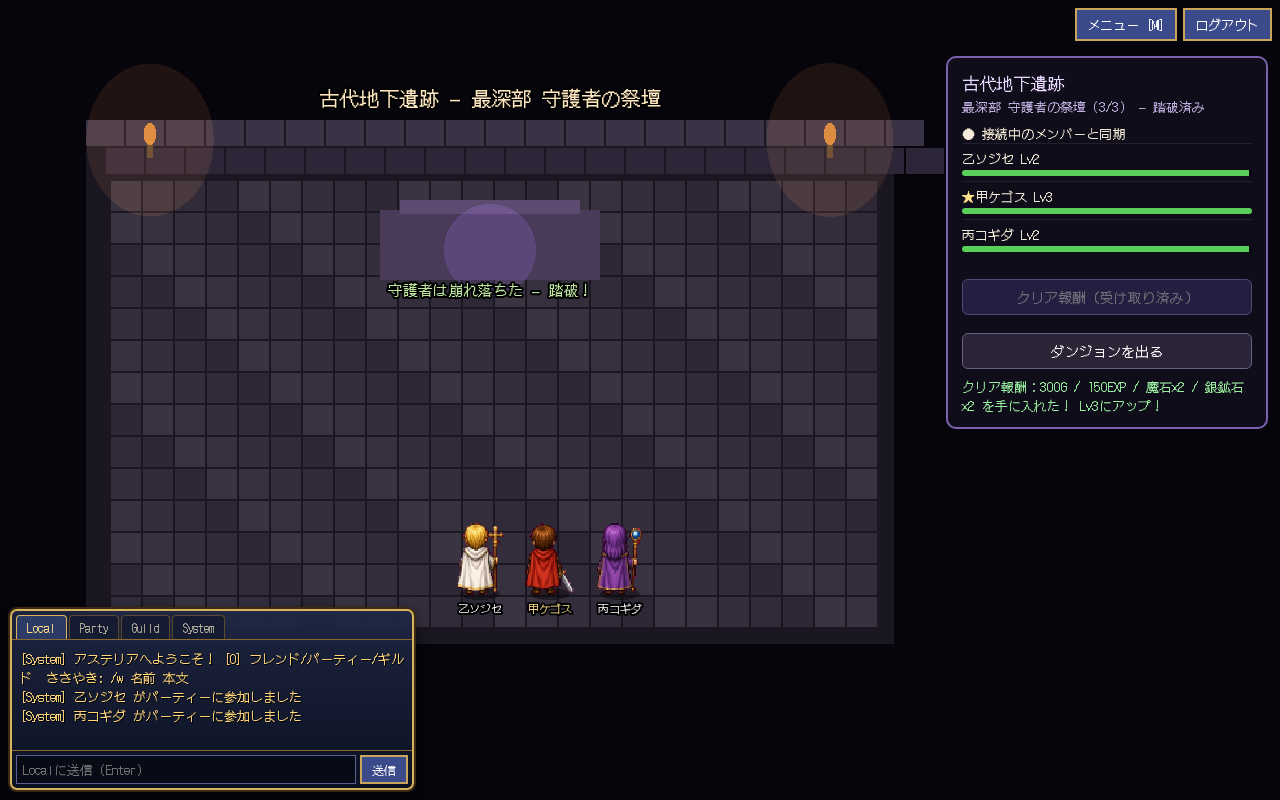 メニュー [M]
ログアウト
古代地下遺跡 – 最深部 守護者の祭壇
守護者は崩れ落ちた – 踏破！
乙ソジセ
甲ケゴス
丙コギダ
古代地下遺跡
最深部 守護者の祭壇（3/3） – 踏破済み
接続中のメンバーと同期
乙ソジセ Lv2
★甲ケゴス Lv3
丙コギダ Lv2
クリア報酬（受け取り済み）
ダンジョンを出る
クリア報酬：300G / 150EXP / 魔石x2 / 銀鉱石
x2 を手に入れた！ Lv3にアップ！
Local
Party
Guild
System
[System] アステリアへようこそ！ [O] フレンド/パーティー/ギル
ド ささやき: /w 名前 本文
[System] 乙ソジセ がパーティーに参加しました
[System] 丙コギダ がパーティーに参加しました
Localに送信（Enter）
送信